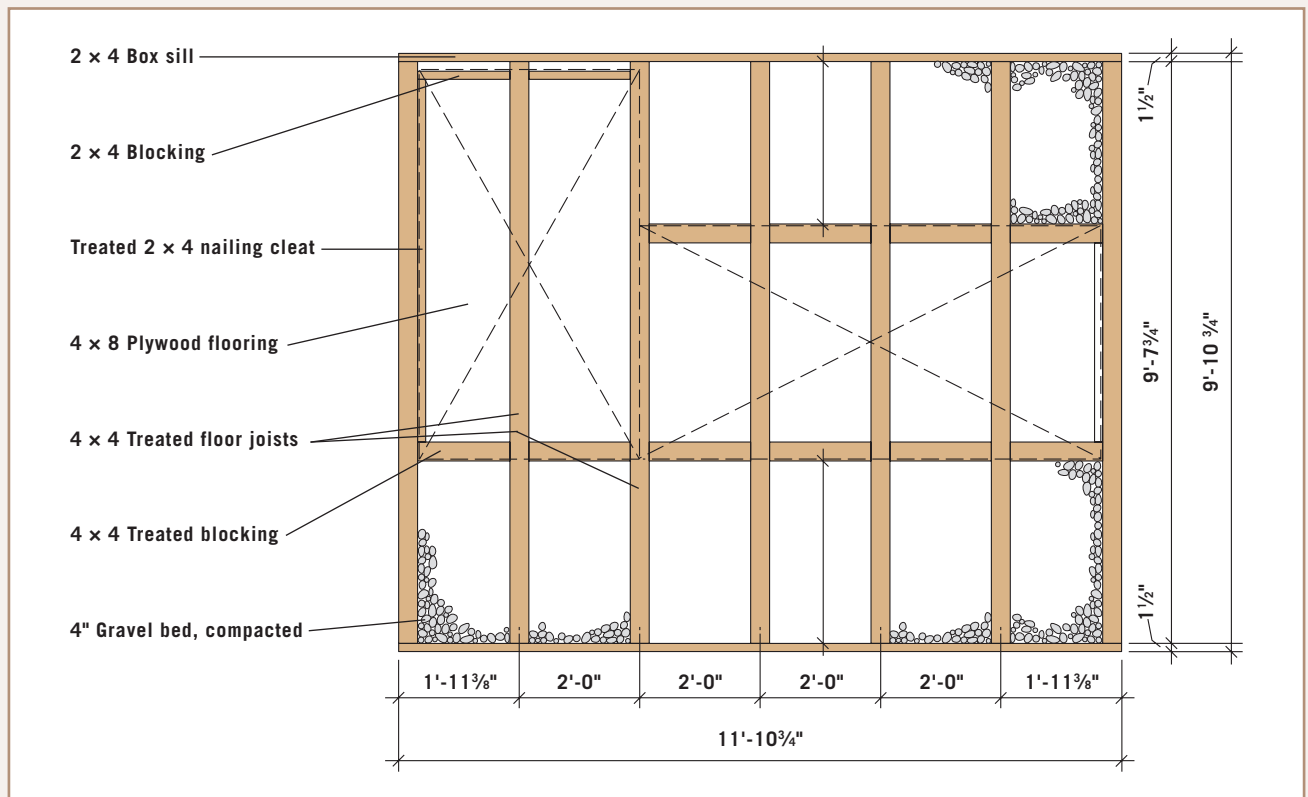 2 × 4 Box sill
2 × 4 Blocking
Treated 2 × 4 nailing cleat
4 × 8 Plywood flooring
4 × 4 Treated floor joists
4 × 4 Treated blocking
4" Gravel bed, compacted
1½"
9'-7¾"
9'-10 ¾"
1½"
1'-11⅜"
2'-0"
2'-0"
2'-0"
2'-0"
1'-11⅜"
11'-10¾"